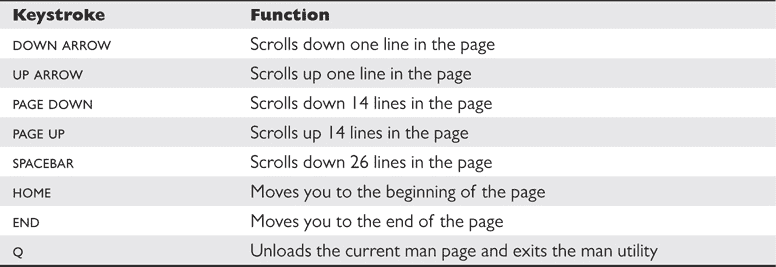 Keystroke Function
DOWN ARROW Scrolls down one line in the page
UP ARROW Scrolls up one line in the page
PAGE DOWN Scrolls down 14 lines in the page
PAGE UP Scrolls up 14 lines in the page
SPACEBAR Scrolls down 26 lines in the page
HOME Moves you to the beginning of the page
END Moves you to the end of the page
Q Unloads the current man page and exits the man utility